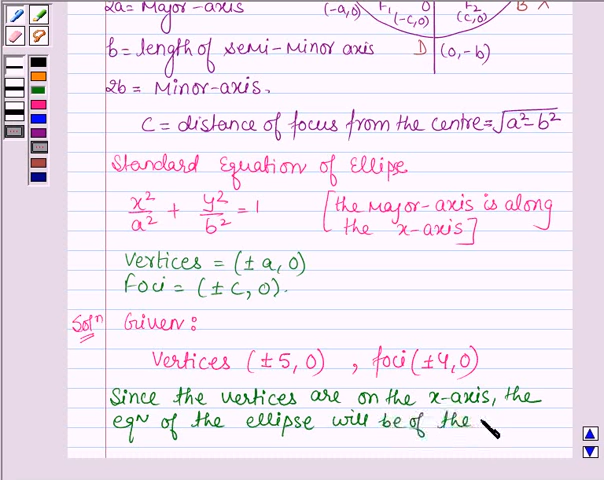 2a = Major-axis
(-a,0) F₁ O F₂ B X
(-c,0) (c,0)
b = length of semi-minor axis D (0,-b)
2b = Minor-axis.
c = distance of focus from the centre = √a²-b²
Standard Equation of Ellipse
x²/a² + y²/b² = 1 [the Major-axis is along
the x-axis]
Vertices = (±a, 0)
Foci = (±c, 0).
Solⁿ Given:
Vertices (±5, 0) , foci (±4, 0)
Since the vertices are on the x-axis, the
eqⁿ of the ellipse will be of the